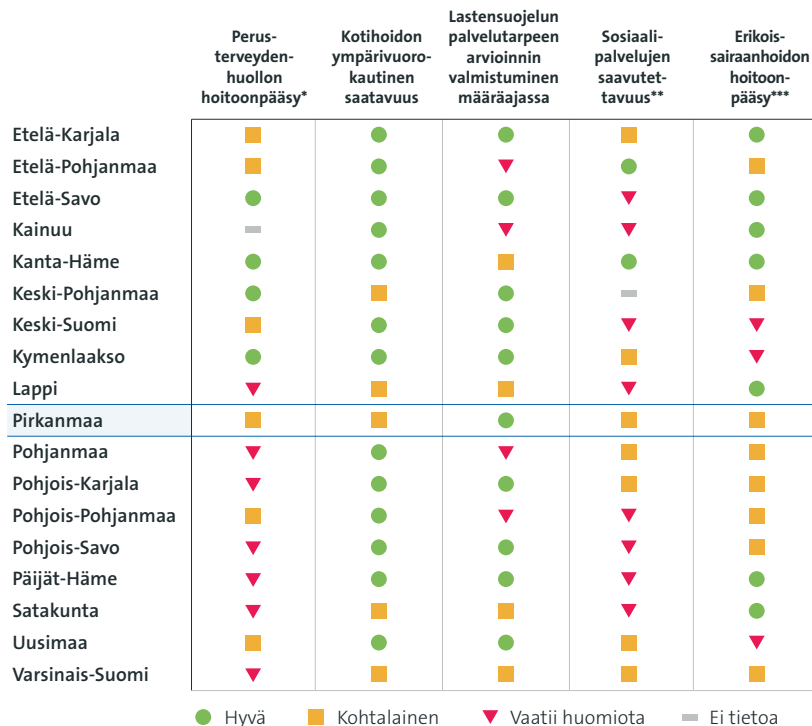 Perus-
terveyden-
huollon
hoitoonpääsy*
Kotihoidon
ympärivuoro-
kautinen
saatavuus
Lastensuojelun
palvelutarpeen
arvioinnin
valmistuminen
määräajassa
Sosiaali-
palvelujen
saavutet-
tavuus**
Erikois-
sairaanhoidon
hoitoon-
pääsy***
Etelä-Karjala
Etelä-Pohjanmaa
Etelä-Savo
Kainuu
Kanta-Häme
Keski-Pohjanmaa
Keski-Suomi
Kymenlaakso
Lappi
Pirkanmaa
Pohjanmaa
Pohjois-Karjala
Pohjois-Pohjanmaa
Pohjois-Savo
Päijät-Häme
Satakunta
Uusimaa
Varsinais-Suomi
Hyvä Kohtalainen Vaatii huomiota Ei tietoa